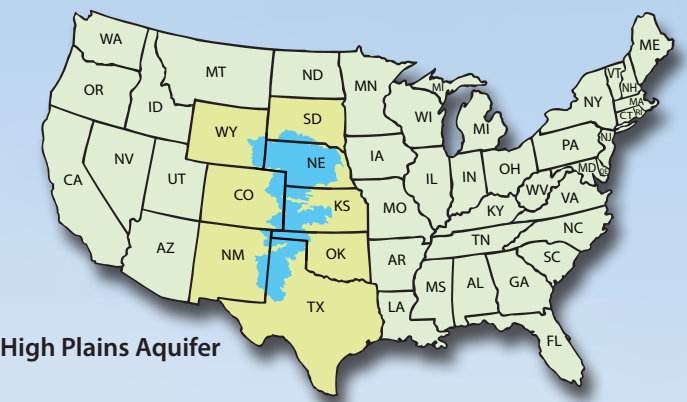 WA
ME
MT
ND
MN
VT
NH
OR
ID
MI
WI
NY
MA
CT
RI
SD
WY
MI
PA
NJ
NE
IA
OH
MD
DE
NV
UT
IL
IN
WV
VA
CA
CO
KS
MO
KY
NC
TN
AZ
NM
OK
AR
SC
MS
AL
GA
TX
LA
High Plains Aquifer
FL